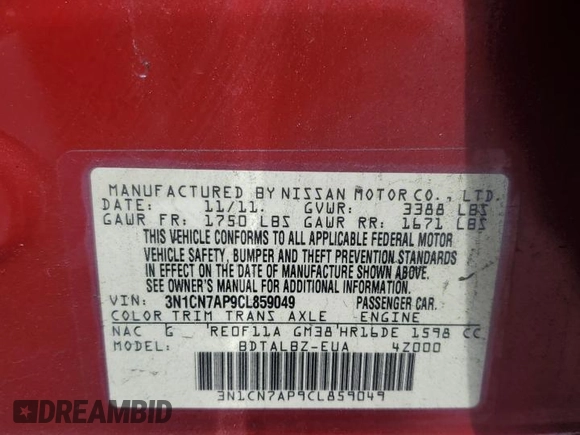 MANUFACTURED BY NISSAN MOTOR CO., LTD.
DATE: 11/11. GVWR: 3388 LBS
GAWR FR: 1750 LBS GAWR RR: 1671 LBS
THIS VEHICLE CONFORMS TO ALL APPLICABLE FEDERAL MOTOR
VEHICLE SAFETY, BUMPER AND THEFT PREVENTION STANDARDS
IN EFFECT ON THE DATE OF MANUFACTURE SHOWN ABOVE.
SEE OWNER'S MANUAL FOR ADDITIONAL INFORMATION.
VIN: 3N1CN7AP9CL859049 PASSENGER CAR.
COLOR TRIM TRANS AXLE ENGINE
NAC G RE0F11A GM38 HR16DE 1598 CC
BDTALBZ-EUA 4Z000
3N1CN7AP9CL859049
DREAMBID